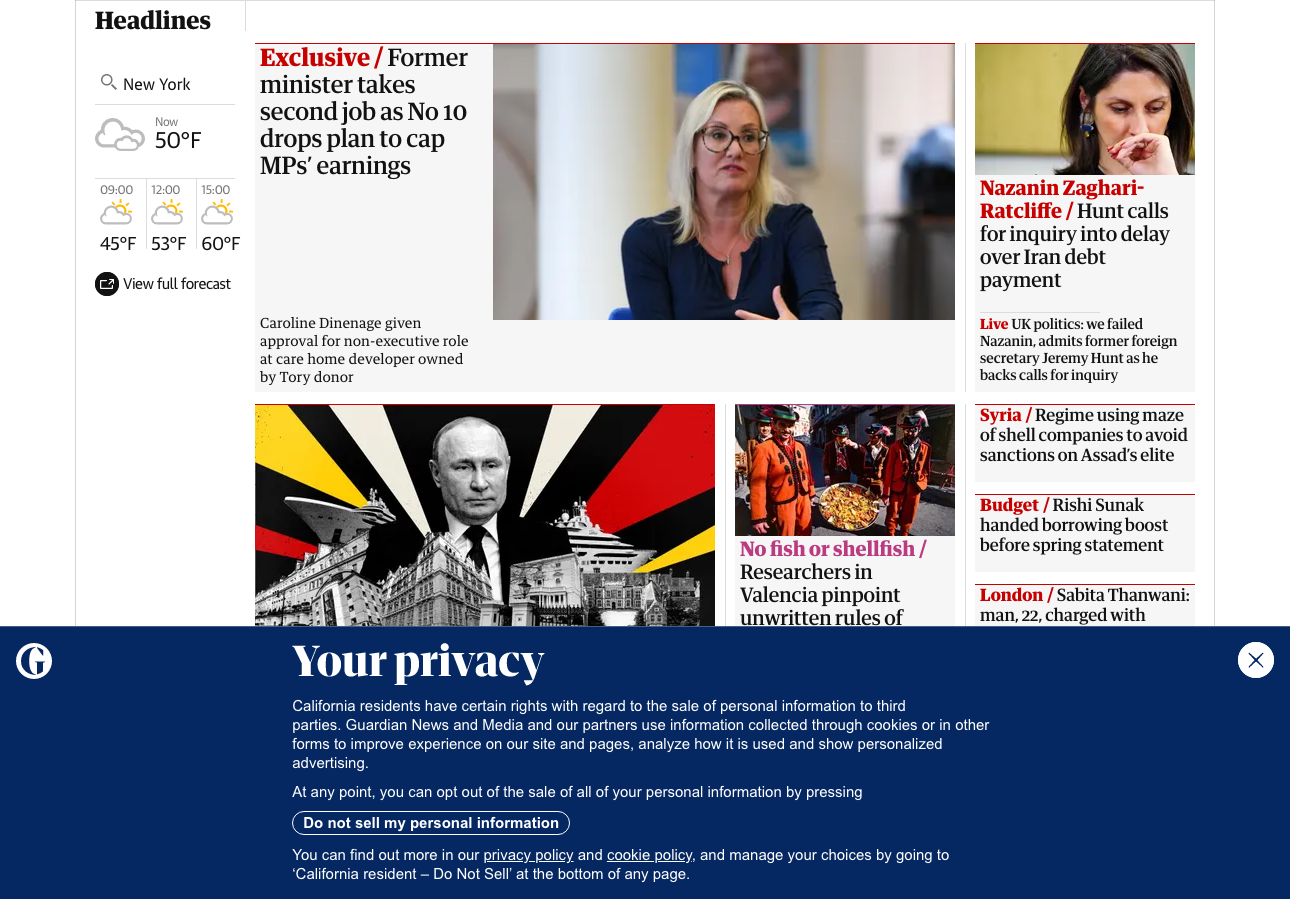 Headlines
New York
Now
50°F
09:00
12:00
15:00
45°F
53°F
60°F
View full forecast
Exclusive / Former
minister takes
second job as No 10
drops plan to cap
MPs’ earnings
Caroline Dinenage given
approval for non-executive role
at care home developer owned
by Tory donor
Nazanin Zaghari-
Ratcliffe / Hunt calls
for inquiry into delay
over Iran debt
payment
Live UK politics: we failed
Nazanin, admits former foreign
secretary Jeremy Hunt as he
backs calls for inquiry
No fish or shellfish /
Researchers in
Valencia pinpoint
unwritten rules of
Syria / Regime using maze
of shell companies to avoid
sanctions on Assad’s elite
Budget / Rishi Sunak
handed borrowing boost
before spring statement
London / Sabita Thanwani:
man, 22, charged with
Your privacy
California residents have certain rights with regard to the sale of personal information to third
parties. Guardian News and Media and our partners use information collected through cookies or in other
forms to improve experience on our site and pages, analyze how it is used and show personalized
advertising.
At any point, you can opt out of the sale of all of your personal information by pressing
Do not sell my personal information
You can find out more in our privacy policy and cookie policy, and manage your choices by going to
‘California resident – Do Not Sell’ at the bottom of any page.